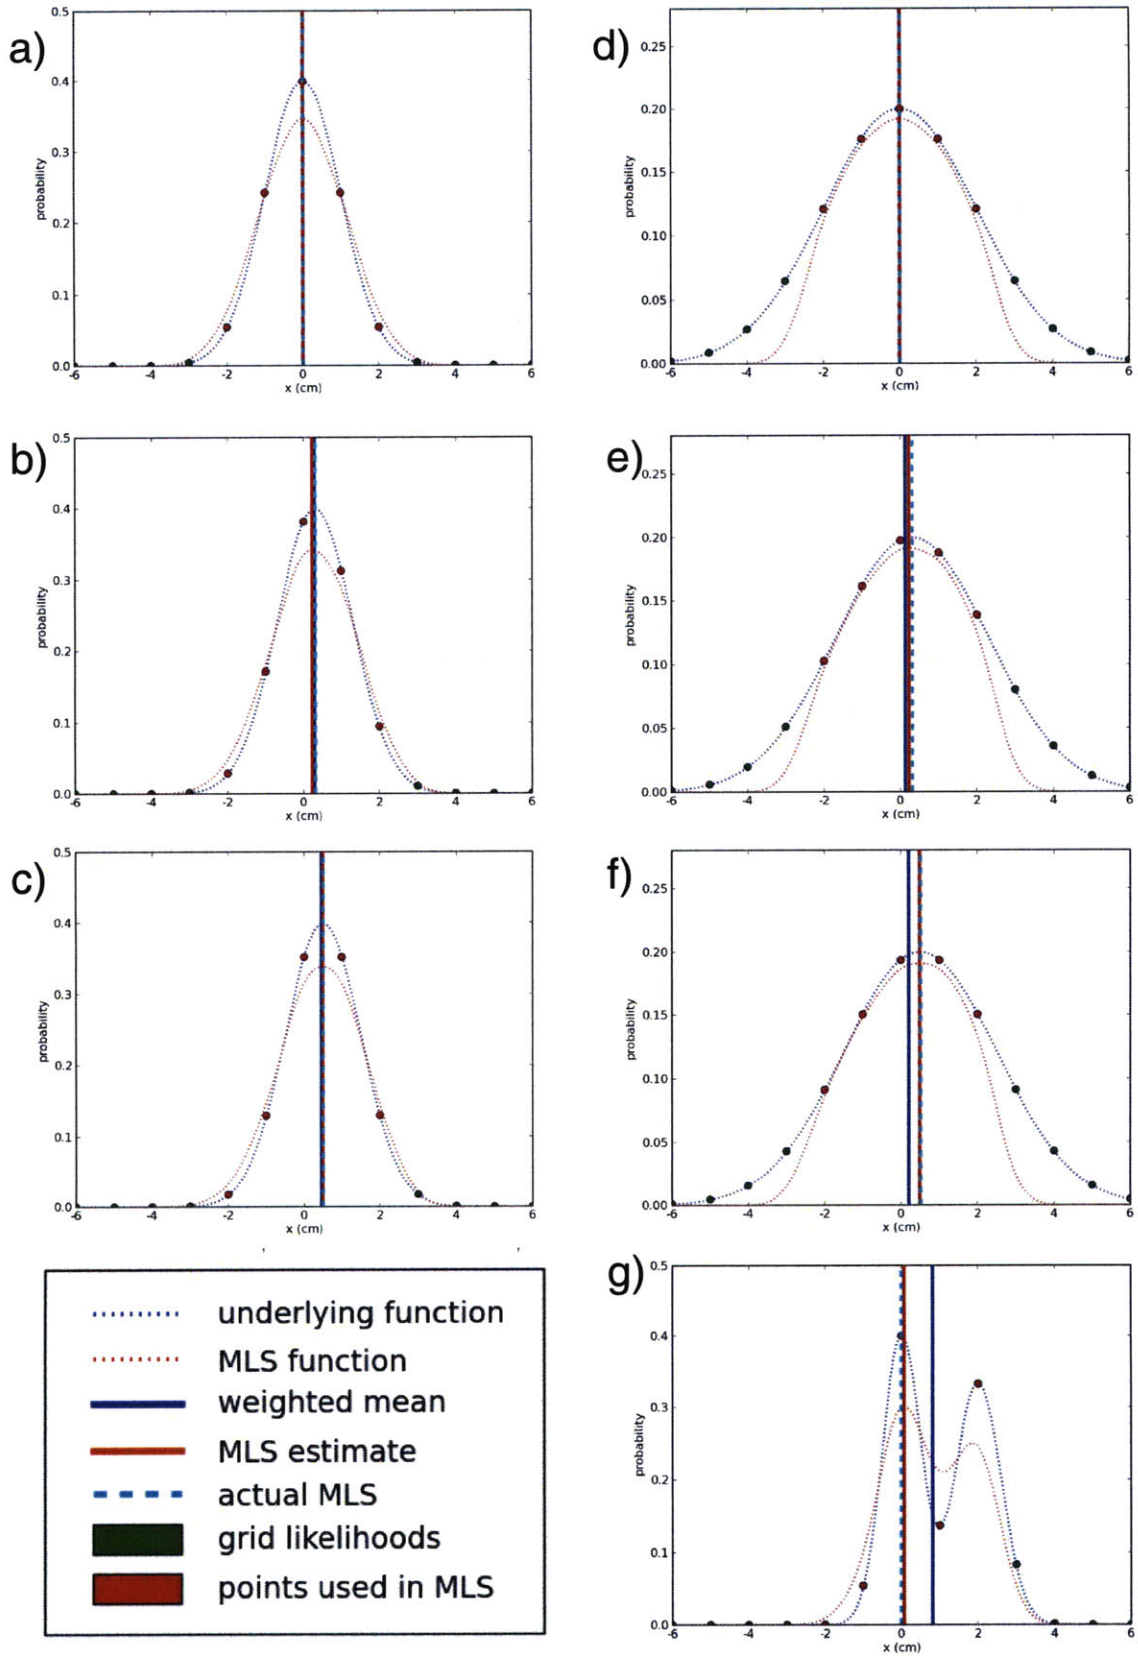 a)
0.5
0.4
0.3
0.2
0.1
0.0
probability
-6 -4 -2 0 2 4 6
x (cm)
b)
0.5
0.4
0.3
0.2
0.1
0.0
probability
-6 -4 -2 0 2 4 6
x (cm)
c)
0.5
0.4
0.3
0.2
0.1
0.0
probability
-6 -4 -2 0 2 4 6
x (cm)
underlying function
MLS function
weighted mean
MLS estimate
actual MLS
grid likelihoods
points used in MLS
d)
0.25
0.20
0.15
0.10
0.05
0.00
probability
-6 -4 -2 0 2 4 6
x (cm)
e)
0.25
0.20
0.15
0.10
0.05
0.00
probability
-6 -4 -2 0 2 4 6
x (cm)
f)
0.25
0.20
0.15
0.10
0.05
0.00
probability
-6 -4 -2 0 2 4 6
x (cm)
g)
0.5
0.4
0.3
0.2
0.1
0.0
probability
-6 -4 -2 0 2 4 6
x (cm)